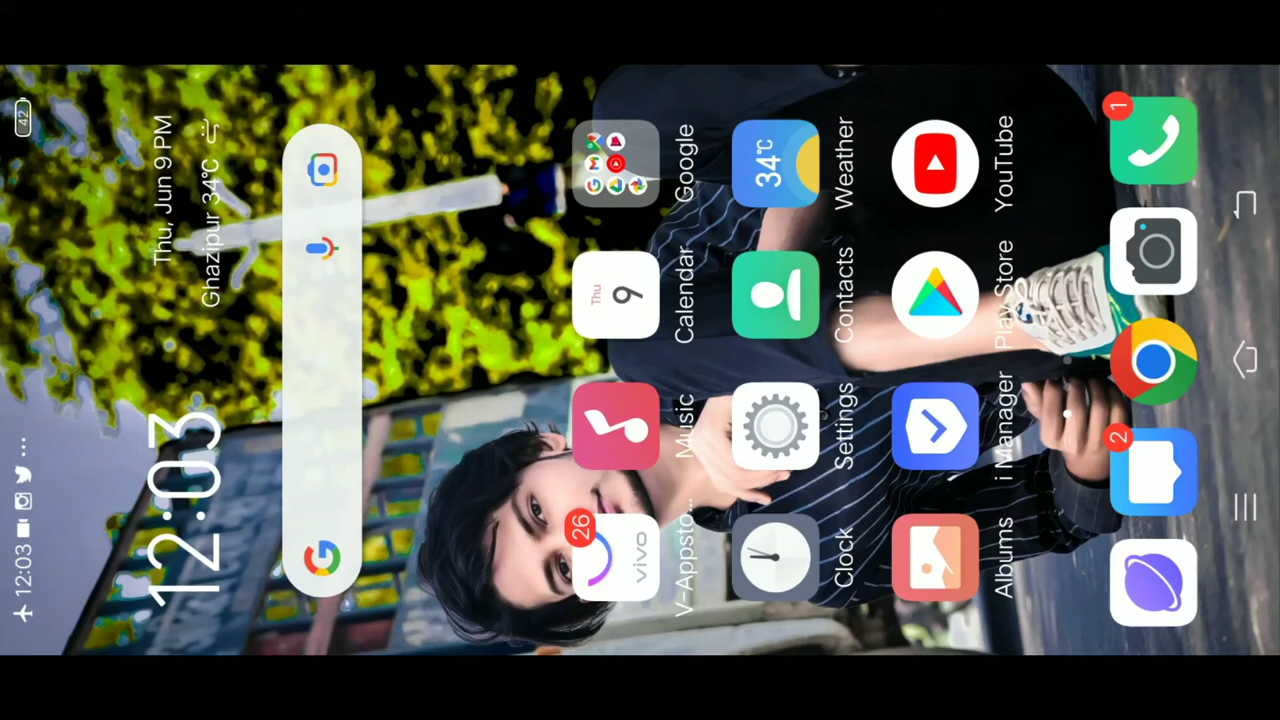 12:03
42
12:03
Thu, Jun 9 PM
Ghazipur 34℃
26
vivo
Thu
9
V-Appsto...
Music
Calendar
Google
34℃
Clock
Settings
Contacts
Weather
Albums
i Manager
Play Store
YouTube
2
1